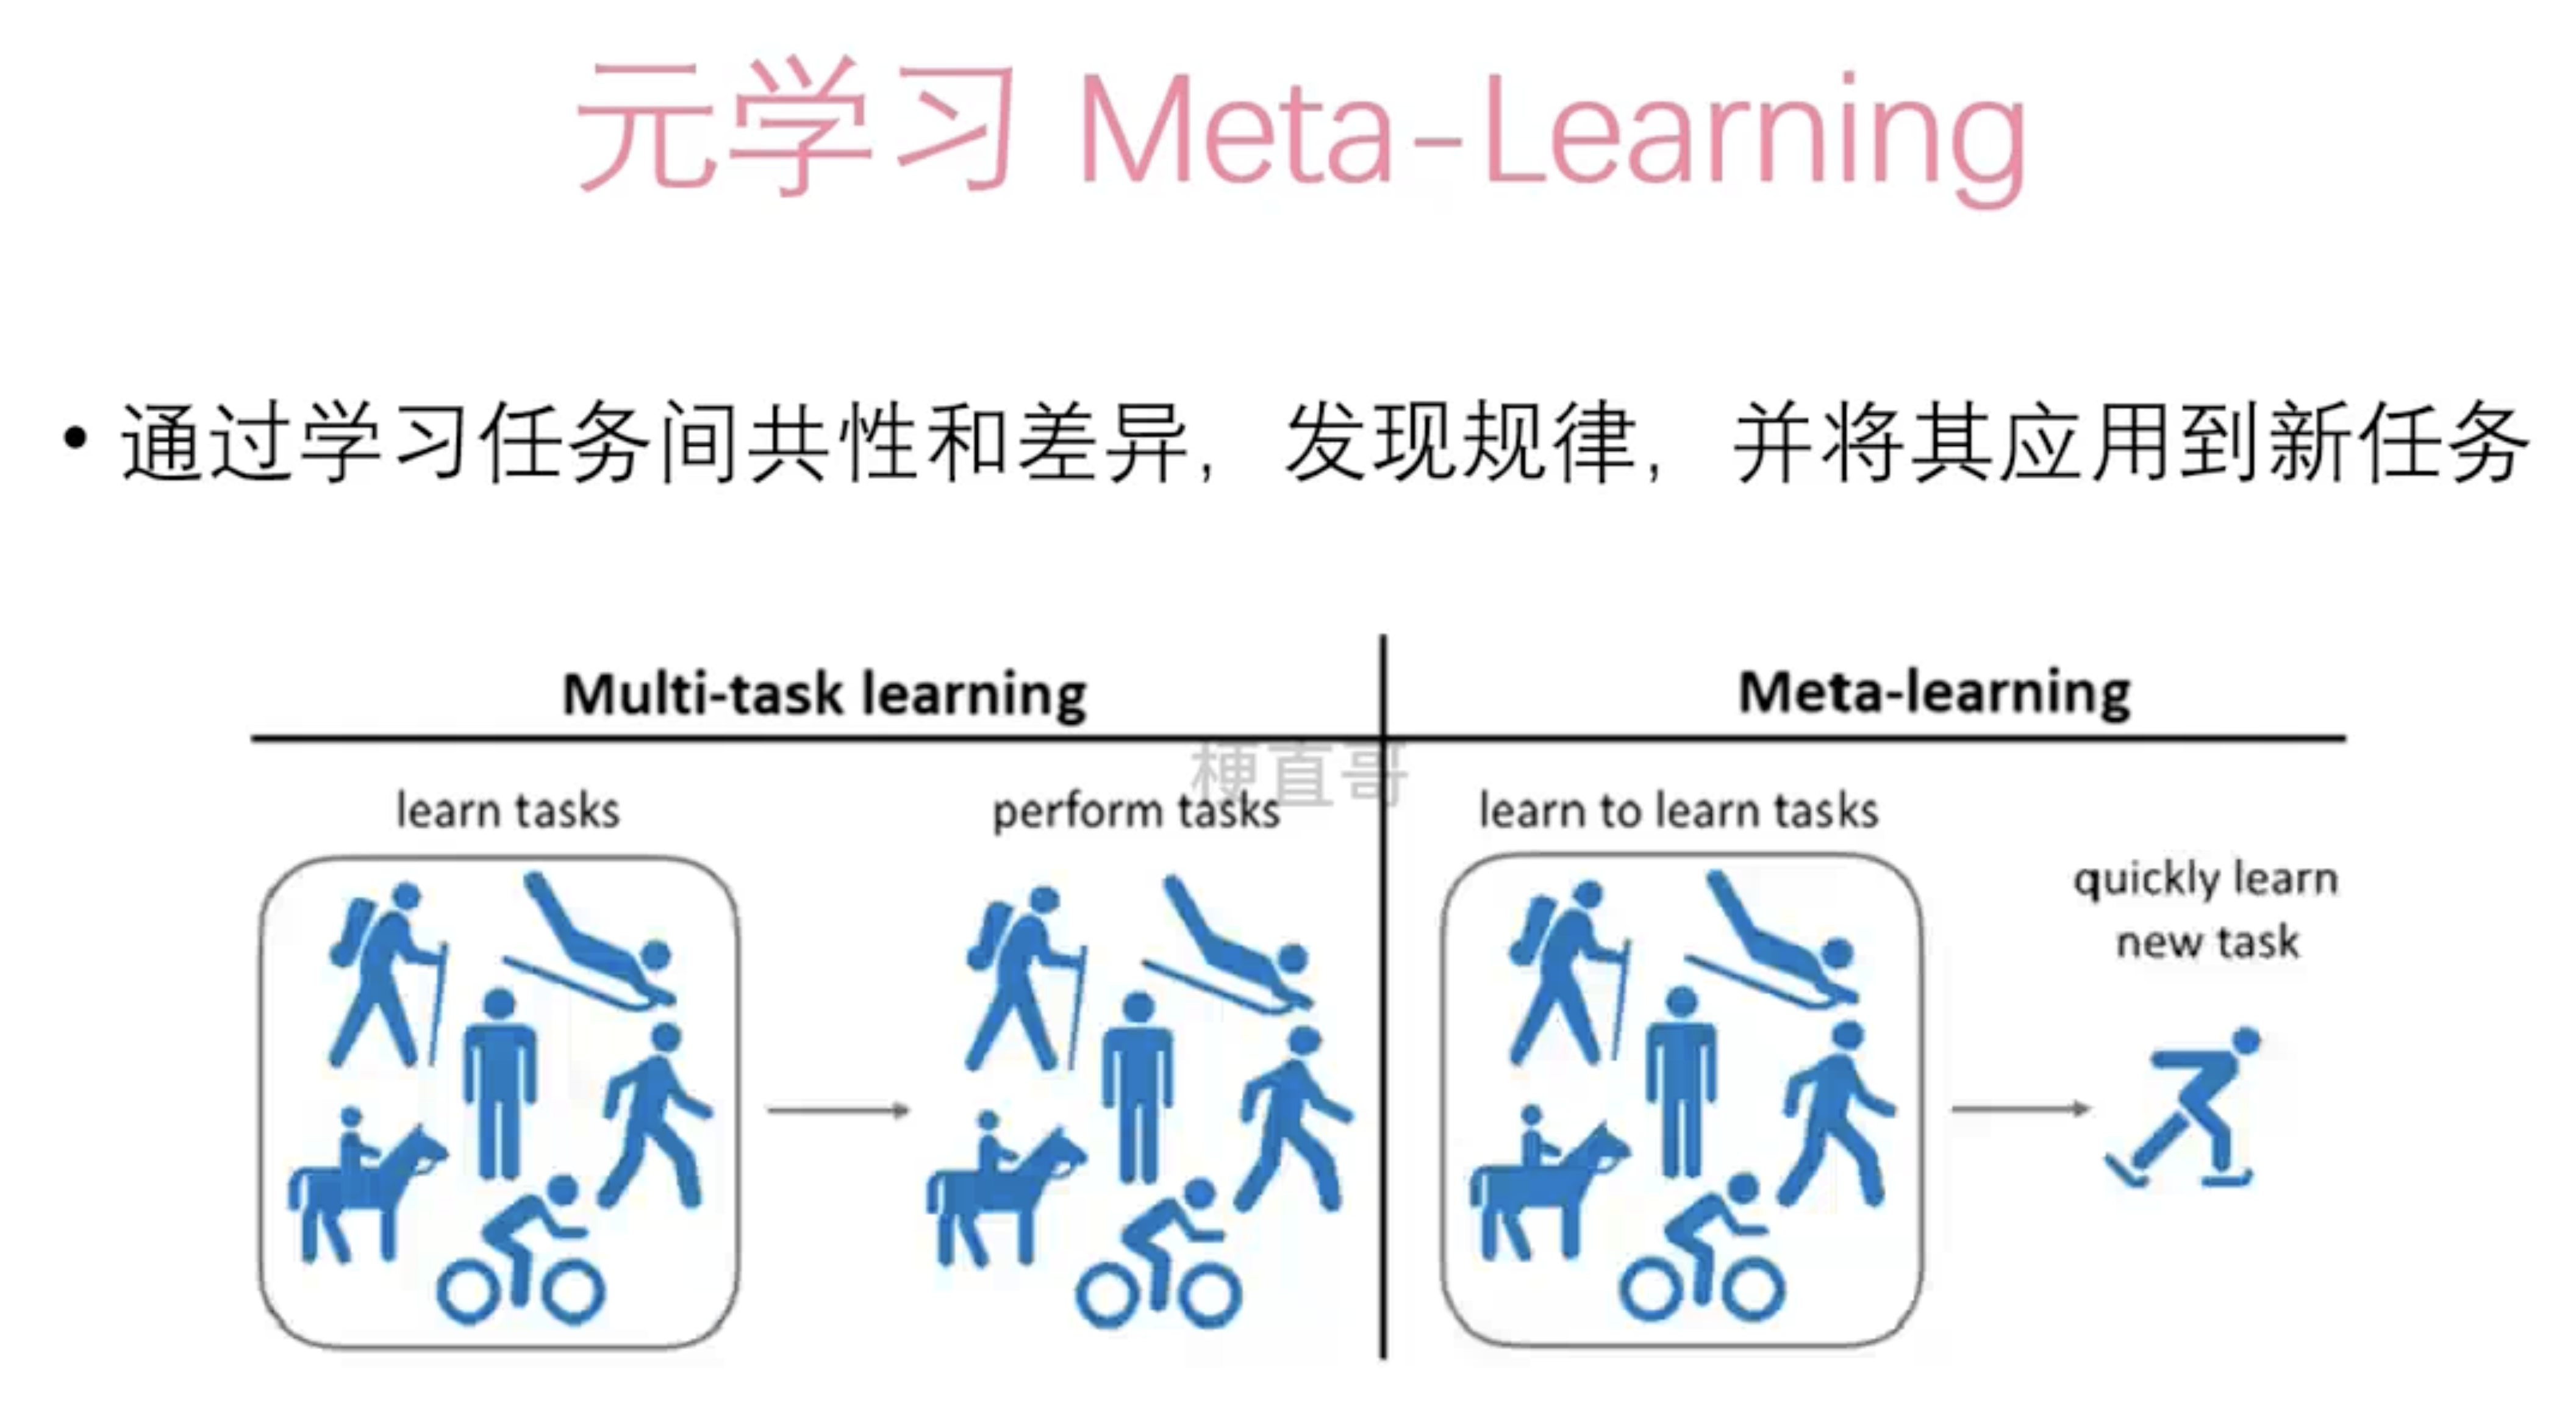 元学习 Meta-Learning
• 通过学习任务间共性和差异，发现规律，并将其应用到新任务
Multi-task learning
Meta-learning
梗直哥
learn tasks
perform tasks
learn to learn tasks
quickly learn
new task